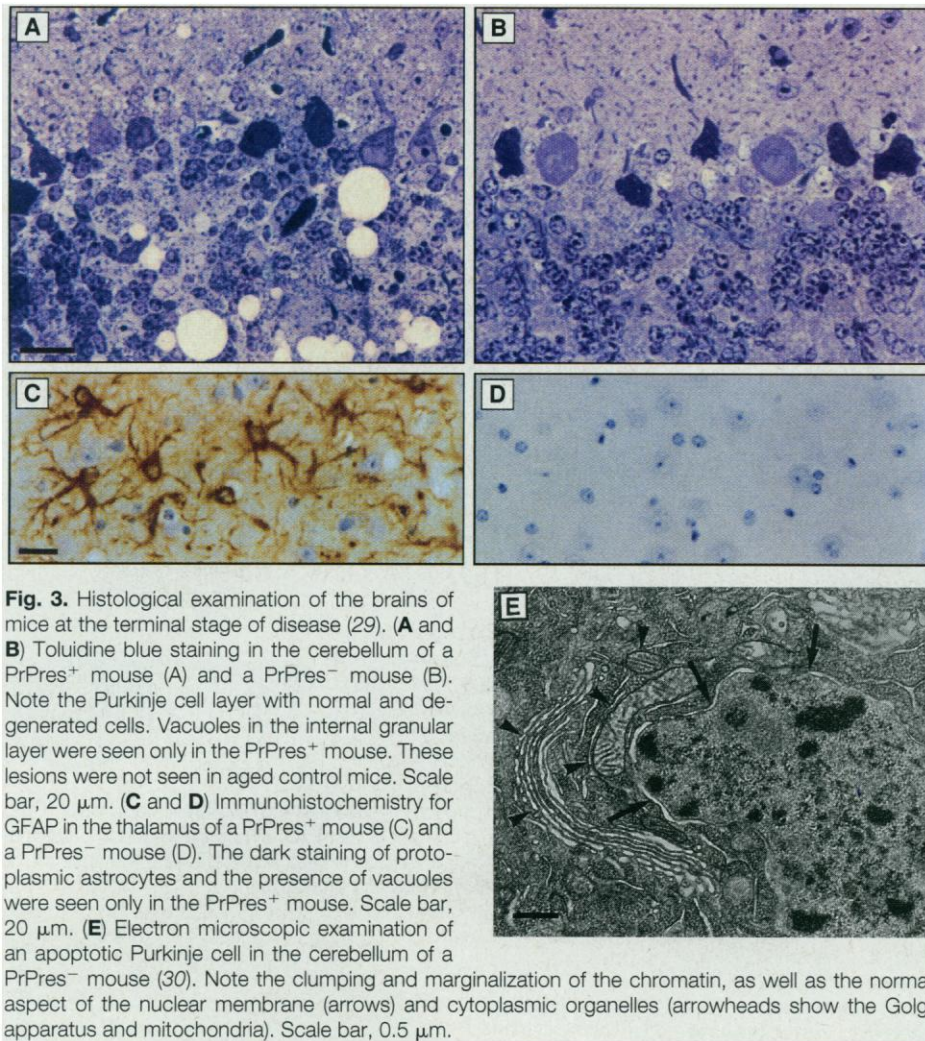 A
B
C
D
Fig. 3. Histological examination of the brains of
mice at the terminal stage of disease (29). (A and
B) Toluidine blue staining in the cerebellum of a
PrPres+ mouse (A) and a PrPres− mouse (B).
Note the Purkinje cell layer with normal and de-
generated cells. Vacuoles in the internal granular
layer were seen only in the PrPres+ mouse. These
lesions were not seen in aged control mice. Scale
bar, 20 μm. (C and D) Immunohistochemistry for
GFAP in the thalamus of a PrPres+ mouse (C) and
a PrPres− mouse (D). The dark staining of proto-
plasmic astrocytes and the presence of vacuoles
were seen only in the PrPres+ mouse. Scale bar,
20 μm. (E) Electron microscopic examination of
an apoptotic Purkinje cell in the cerebellum of a
E
PrPres− mouse (30). Note the clumping and marginalization of the chromatin, as well as the norma
aspect of the nuclear membrane (arrows) and cytoplasmic organelles (arrowheads show the Golg
apparatus and mitochondria). Scale bar, 0.5 μm.